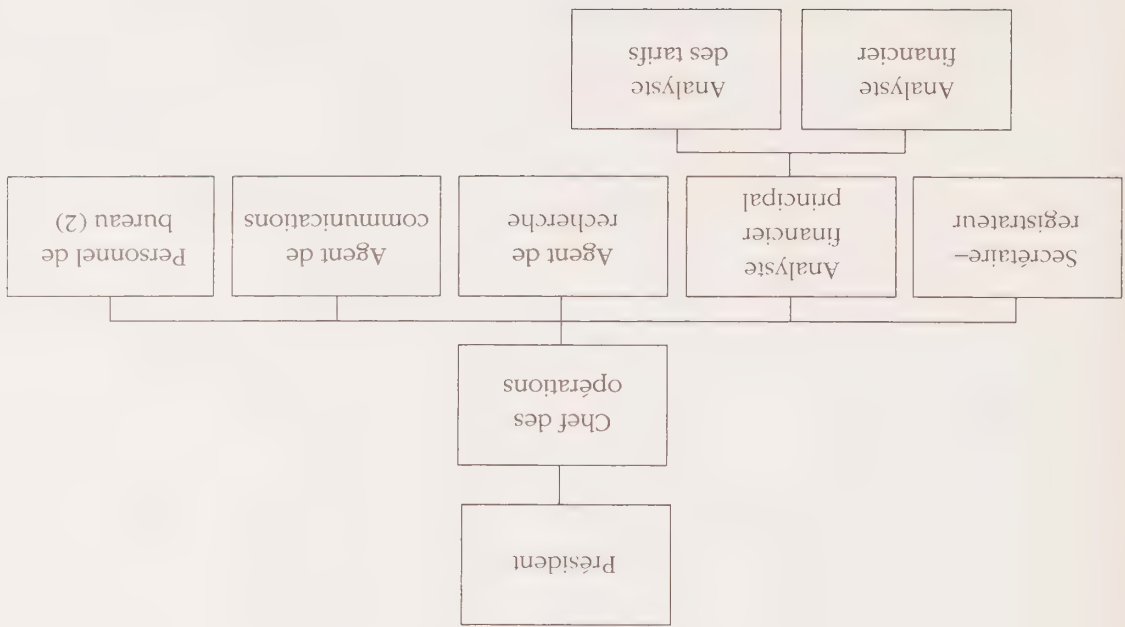 Président
Chef des
opérations
Secrétaire–
registrateur
Analyste
financier
principal
Agent de
recherche
Agent de
communications
Personnel de
bureau (2)
Analyste
financier
Analyste
des tarifs